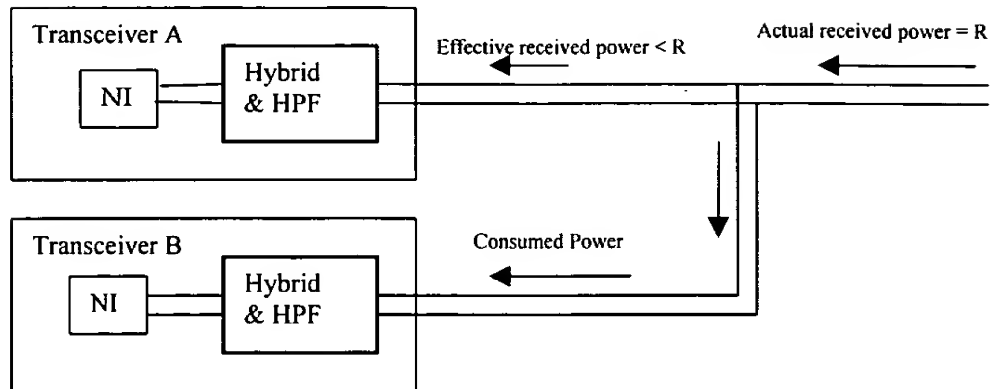 Transceiver A
NI
Hybrid
& HPF
Effective received power < R
Actual received power = R
Transceiver B
NI
Hybrid
& HPF
Consumed Power